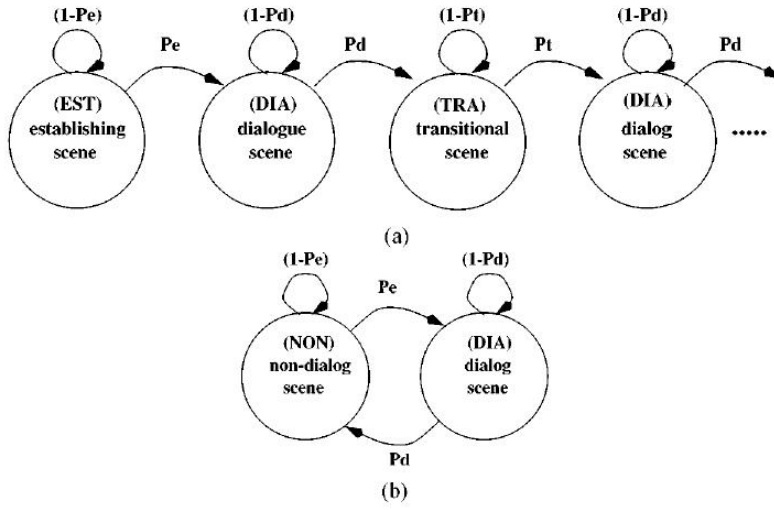 (1-Pe) (1-Pd) (1-Pt) (1-Pd)
Pe Pd Pt Pd
(EST) (DIA) (TRA) (DIA)
establishing dialogue transitional dialog
scene scene scene scene
.....
(a)
(1-Pe) (1-Pd)
Pe
(NON) (DIA)
non-dialog dialog
scene scene
Pd
(b)